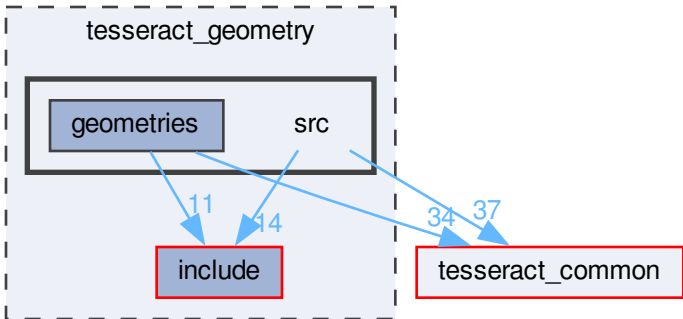 tesseract_geometry
geometries
src
11
14
34
37
include
tesseract_common